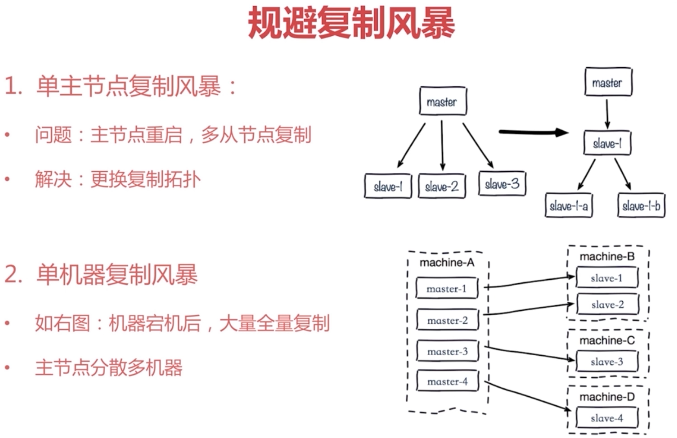 规避复制风暴
1. 单主节点复制风暴：
• 问题：主节点重启，多从节点复制
• 解决：更换复制拓扑
master
slave-1
slave-2
slave-3
master
slave-1
slave-1-a
slave-1-b
2. 单机器复制风暴
• 如右图：机器宕机后，大量全量复制
• 主节点分散多机器
machine-A
master-1
master-2
master-3
master-4
machine-B
slave-1
slave-2
machine-C
slave-3
machine-D
slave-4